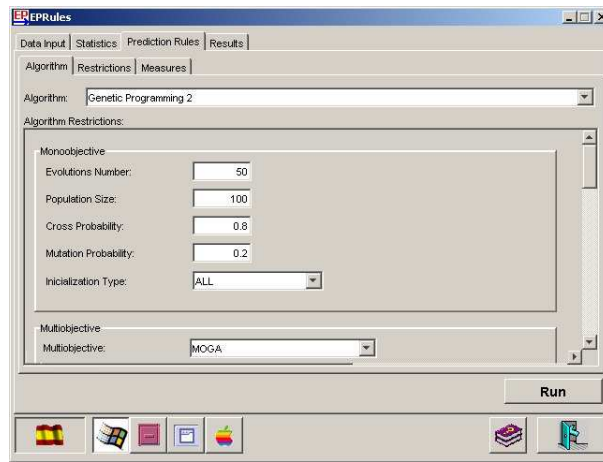 EPRules
Data Input Statistics Prediction Rules Results
Algorithm Restrictions Measures
Algorithm: Genetic Programming 2
Algorithm Restrictions:
Monoobjective
Evolutions Number: 50
Population Size: 100
Cross Probability: 0.8
Mutation Probability: 0.2
Inicialization Type: ALL
Multiobjective
Multiobjective: MOGA
Run